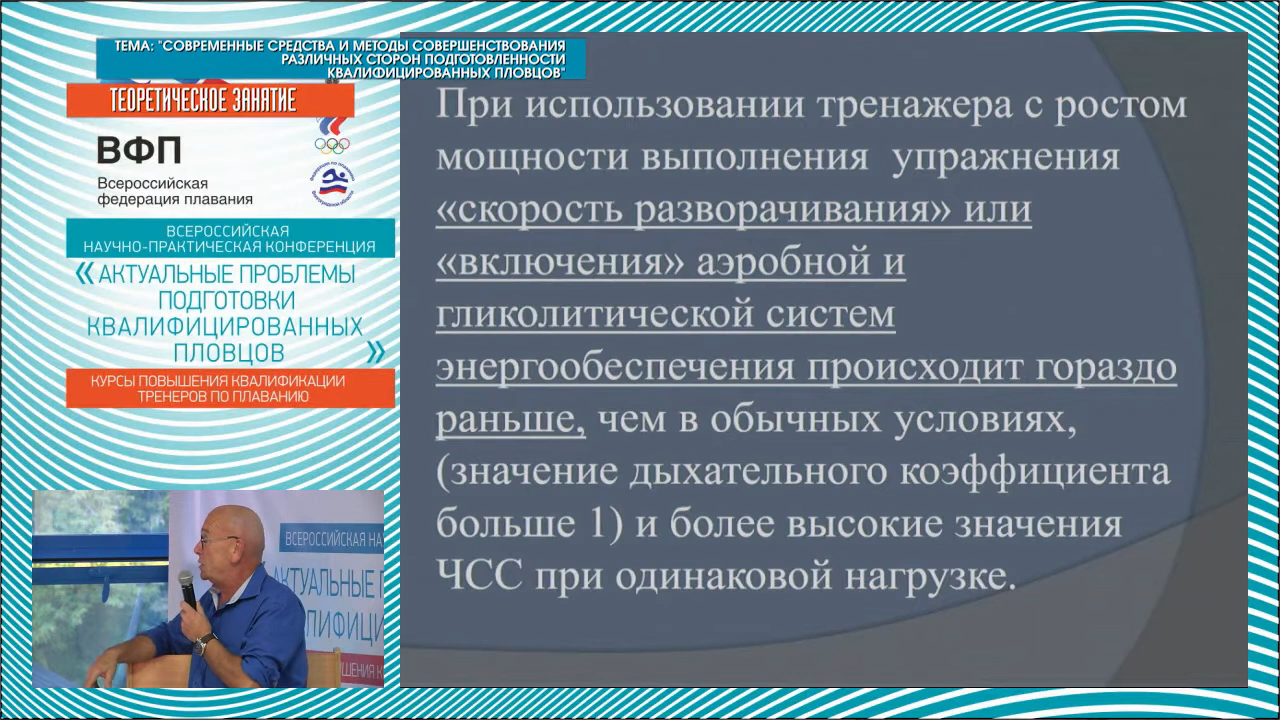 ТЕМА: "СОВРЕМЕННЫЕ СРЕДСТВА И МЕТОДЫ СОВЕРШЕНСТВОВАНИЯ
РАЗЛИЧНЫХ СТОРОН ПОДГОТОВЛЕННОСТИ
КВАЛИФИЦИРОВАННЫХ ПЛОВЦОВ"
ТЕОРЕТИЧЕСКОЕ ЗАНЯТИЕ
ВФП
Всероссийская
федерация плавания
ВСЕРОССИЙСКАЯ
НАУЧНО-ПРАКТИЧЕСКАЯ КОНФЕРЕНЦИЯ
«АКТУАЛЬНЫЕ ПРОБЛЕМЫ
ПОДГОТОВКИ
КВАЛИФИЦИРОВАННЫХ
ПЛОВЦОВ»
КУРСЫ ПОВЫШЕНИЯ КВАЛИФИКАЦИИ
ТРЕНЕРОВ ПО ПЛАВАНИЮ
При использовании тренажера с ростом
мощности выполнения упражнения
«скорость разворачивания» или
«включения» аэробной и
гликолитической систем
энергообеспечения происходит гораздо
раньше, чем в обычных условиях,
(значение дыхательного коэффициента
больше 1) и более высокие значения
ЧСС при одинаковой нагрузке.
ВСЕРОССИЙСКАЯ НА
АКТУАЛЬНЫЕ П